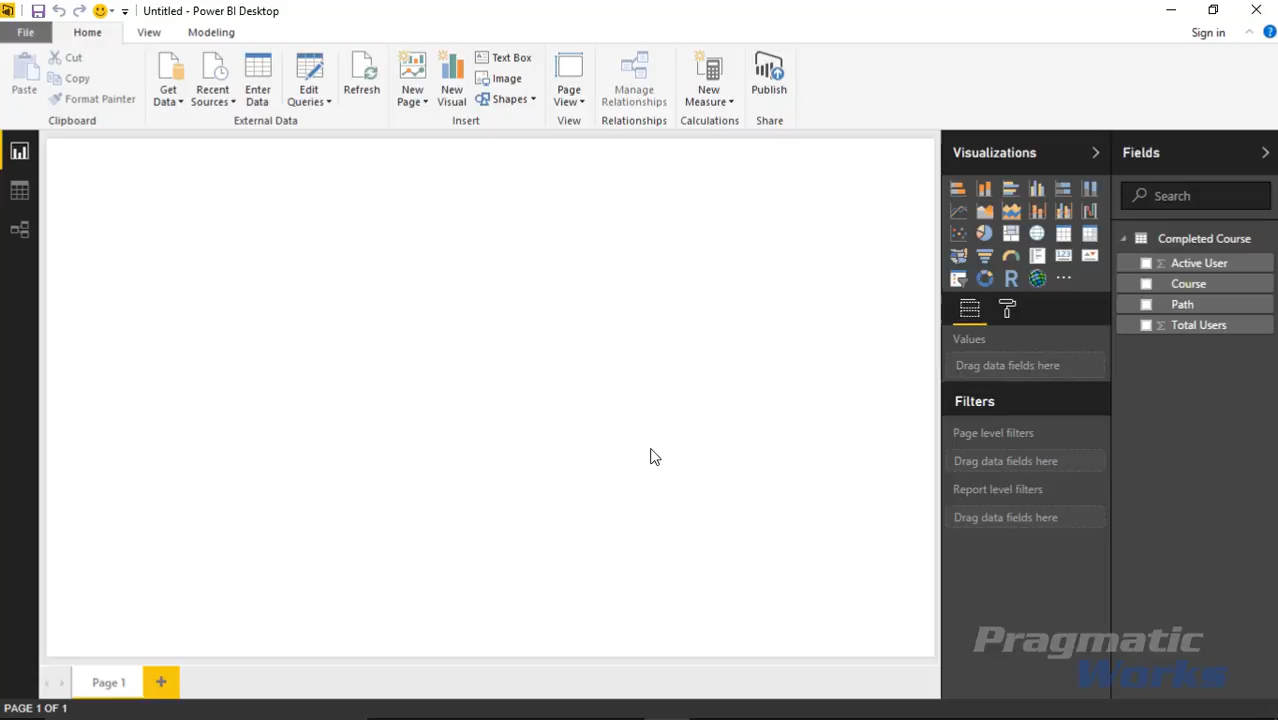 Untitled - Power BI Desktop
File Home View Modeling Sign in
Paste
Cut
Copy
Format Painter
Clipboard
Get Data
Recent Sources
Enter Data
Edit Queries
Refresh
External Data
New Page
New Visual
Text Box
Image
Shapes
Insert
Page View
View
Manage Relationships
Relationships
New Measure
Calculations
Publish
Share
Visualizations
R
123
Values
Drag data fields here
Filters
Page level filters
Drag data fields here
Report level filters
Drag data fields here
Fields
Search
Completed Course
Σ Active User
Course
Path
Σ Total Users
Pragmatic
Works
Page 1
PAGE 1 OF 1